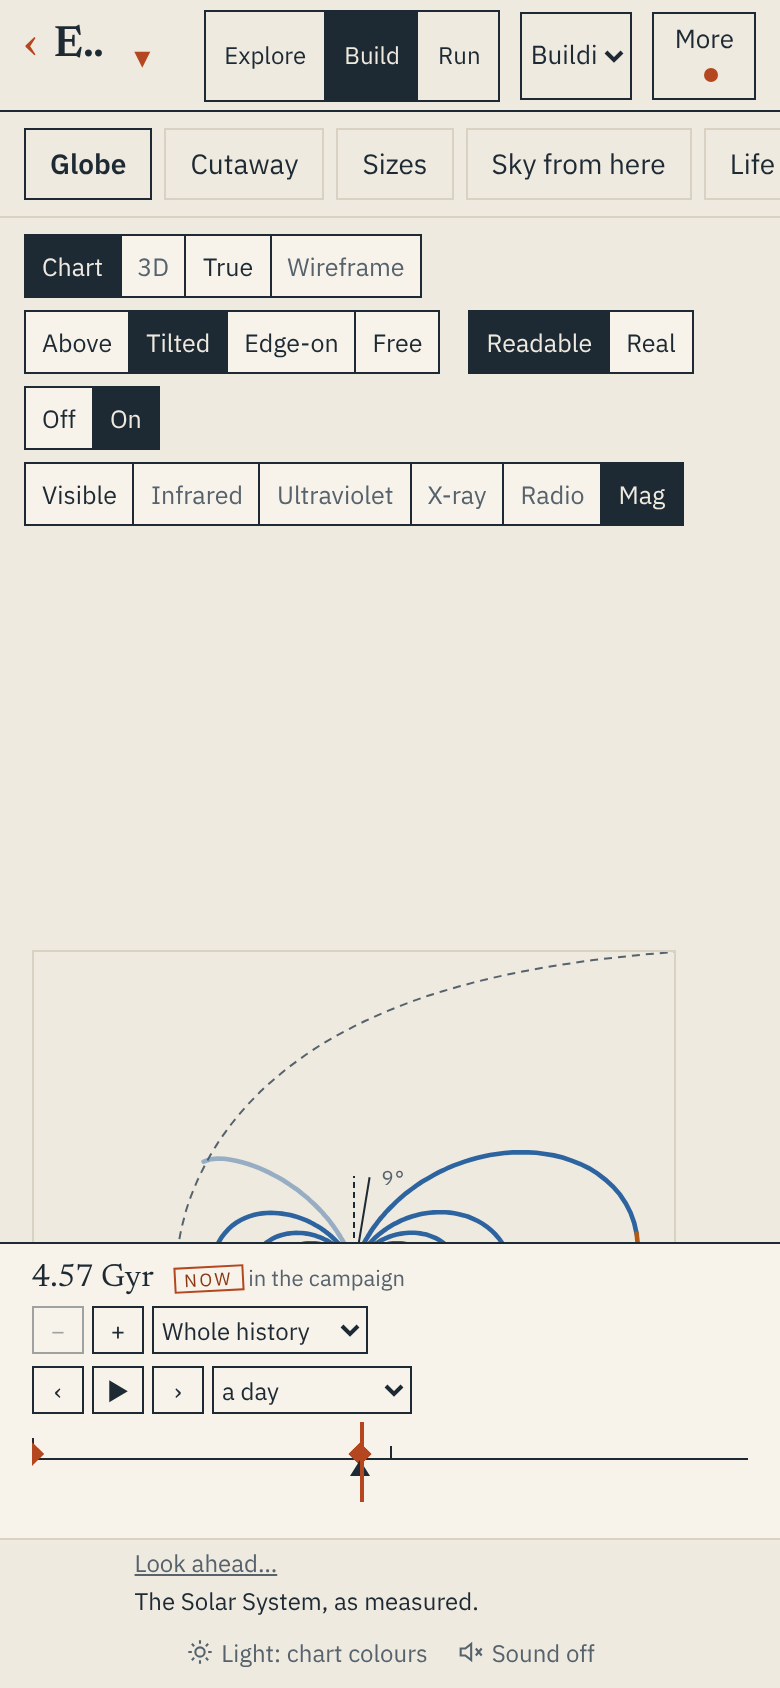 ‹ E.. ▼ Explore Build Run Buildi More
Globe Cutaway Sizes Sky from here Life
Chart 3D True Wireframe
Above Tilted Edge-on Free Readable Real
Off On
Visible Infrared Ultraviolet X-ray Radio Mag
9°
4.57 Gyr NOW in the campaign
− + Whole history
‹ ▶ › a day
Look ahead...
The Solar System, as measured.
Light: chart colours Sound off